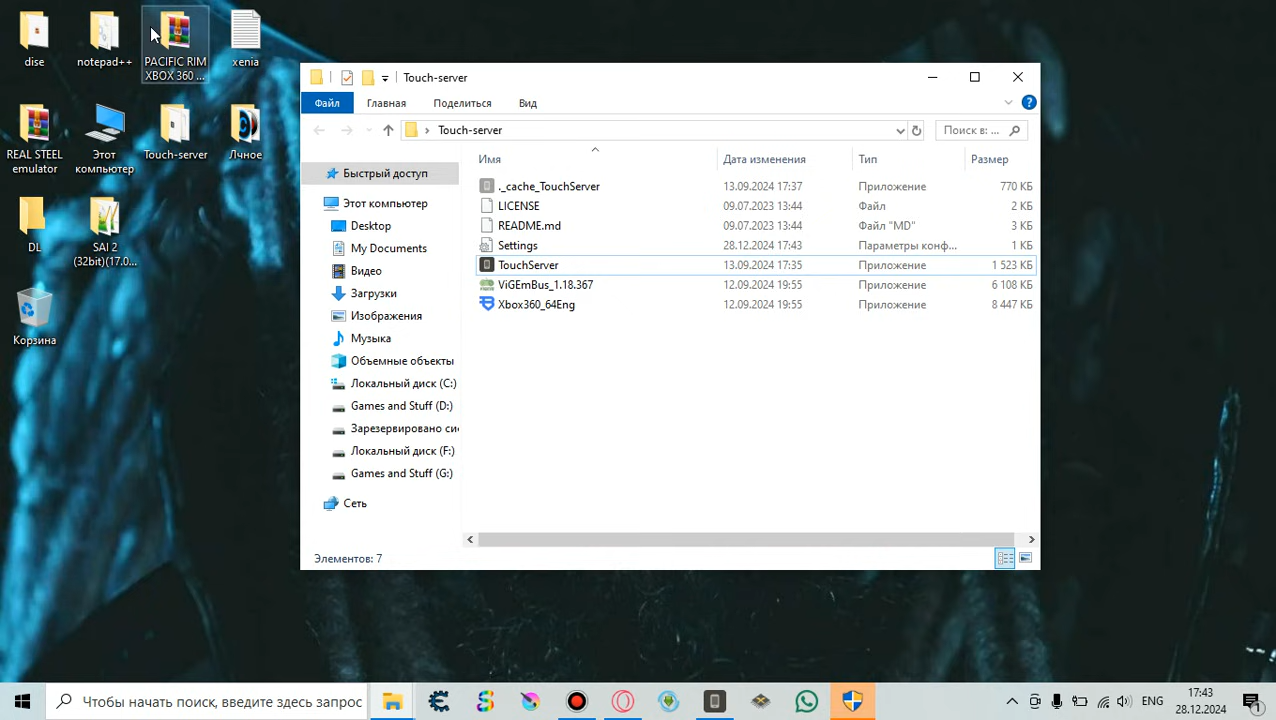 dise
notepad++
PACIFIC RIM
XBOX 360 ...
xenia
REAL STEEL
emulator
Этот
компьютер
Touch-server
Лчное
DL
SAI 2
(32bit)(17.0...
Корзина
Touch-server
Файл
Главная
Поделиться
Вид
Touch-server
Поиск в: ...
Быстрый доступ
Этот компьютер
Desktop
My Documents
Видео
Загрузки
Изображения
Музыка
Объемные объекты
Локальный диск (C:)
Games and Stuff (D:)
Зарезервировано сис
Локальный диск (F:)
Games and Stuff (G:)
Сеть
Имя Дата изменения Тип Размер
._cache_TouchServer 13.09.2024 17:37 Приложение 770 КБ
LICENSE 09.07.2023 13:44 Файл 2 КБ
README.md 09.07.2023 13:44 Файл "MD" 3 КБ
Settings 28.12.2024 17:43 Параметры конф... 1 КБ
TouchServer 13.09.2024 17:35 Приложение 1 523 КБ
ViGEmBus_1.18.367 12.09.2024 19:55 Приложение 6 108 КБ
Xbox360_64Eng 12.09.2024 19:55 Приложение 8 447 КБ
Элементов: 7
Чтобы начать поиск, введите здесь запрос
ENG
17:43
28.12.2024
1